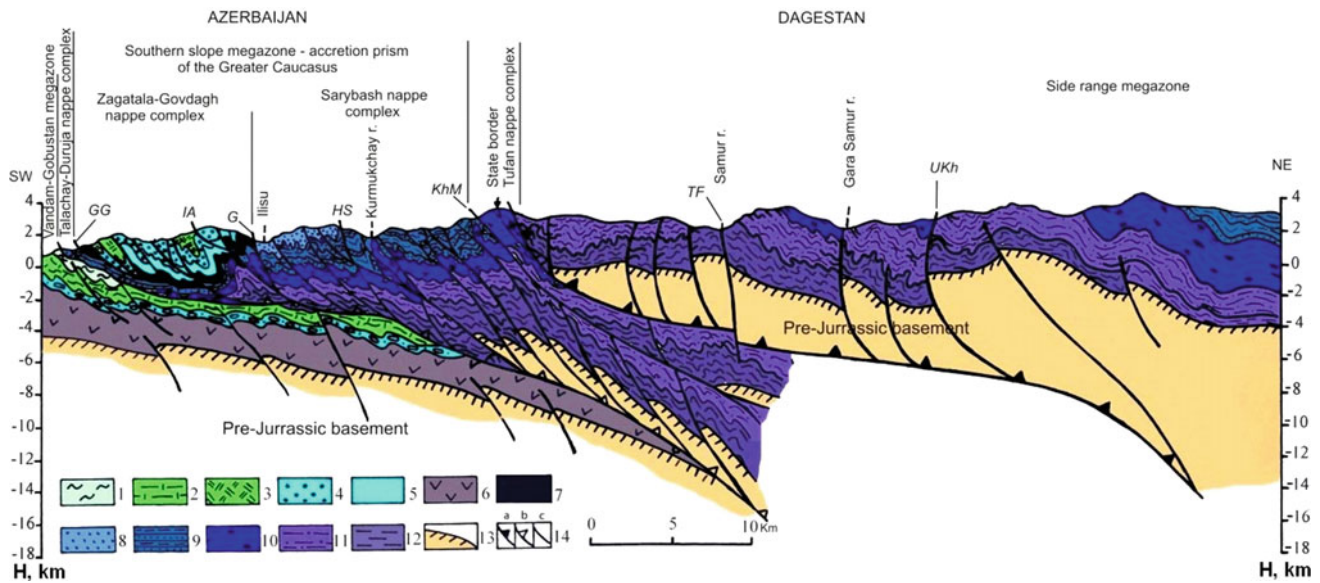 AZERBAIJAN
DAGESTAN
Southern slope megazone - accretion prism
of the Greater Caucasus
Vandam-Gobustan megazone
Talachay-Duruja nappe complex
Zagatala-Govdagh
nappe complex
Sarybash nappe
complex
State border
Tufan nappe complex
Side range megazone
SW
NE
GG
IA
G
Ilisu
HS
Kurmukchay r.
KhM
TF
Samur r.
Gara Samur r.
UKh
4
2
0
-2
-4
-6
-8
-10
-12
-14
-16
-18
H, km
4
2
0
-2
-4
-6
-8
-10
-12
-14
-16
-18
H, km
Pre-Jurrassic basement
Pre-Jurrassic basement
1
2
3
4
5
6
7
8
9
10
11
12
13
a b c
14
0 5 10 Km